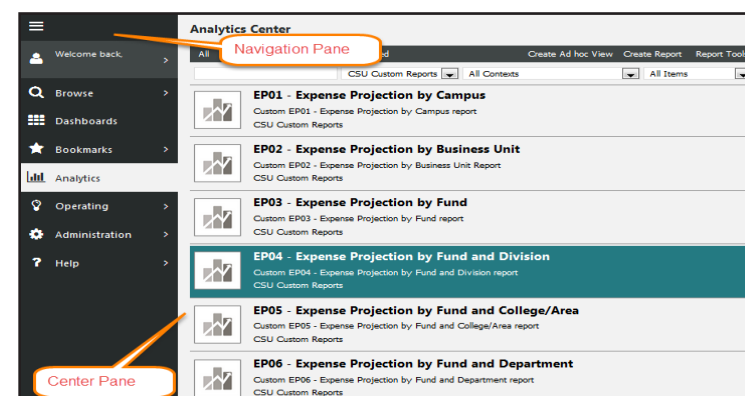 Analytics Center
Navigation Pane
All
Create Ad hoc View Create Report Report Tools
CSU Custom Reports All Contexts All Items
Welcome back,
Browse
Dashboards
Bookmarks
Analytics
Operating
Administration
Help
EP01 - Expense Projection by Campus
Custom EP01 - Expense Projection by Campus report
CSU Custom Reports
EP02 - Expense Projection by Business Unit
Custom EP02 - Expense Projection by Business Unit Report
CSU Custom Reports
EP03 - Expense Projection by Fund
Custom EP03 - Expense Projection by Fund report
CSU Custom Reports
EP04 - Expense Projection by Fund and Division
Custom EP04 - Expense Projection by Fund and Division report
CSU Custom Reports
EP05 - Expense Projection by Fund and College/Area
Custom EP05 - Expense Projection by Fund and College/Area report
CSU Custom Reports
EP06 - Expense Projection by Fund and Department
Custom EP06 - Expense Projection by Fund and Department report
CSU Custom Reports
Center Pane